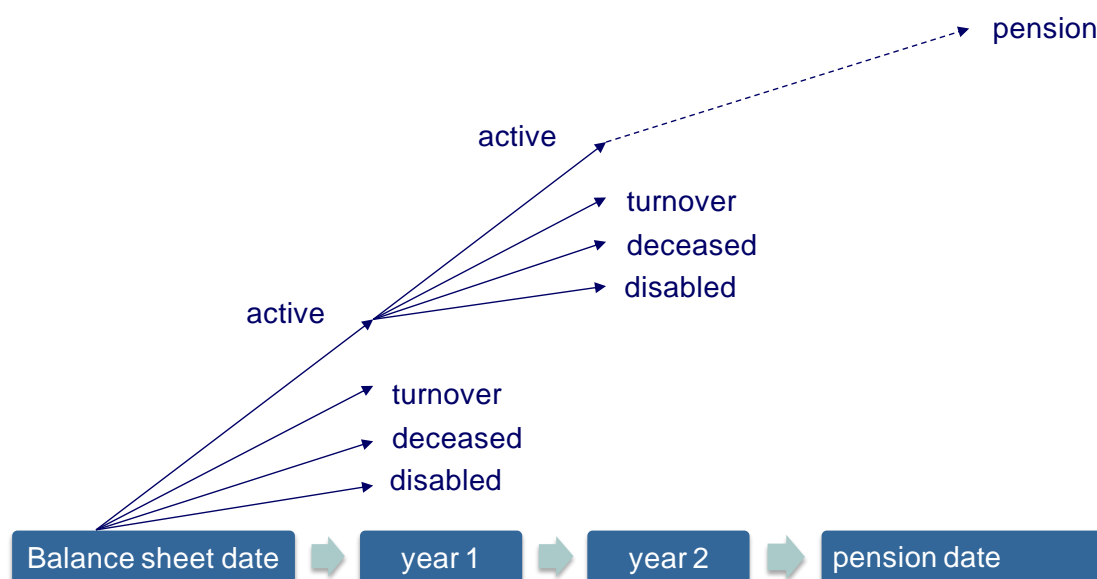 pension
active
turnover
deceased
disabled
active
turnover
deceased
disabled
Balance sheet date
year 1
year 2
pension date